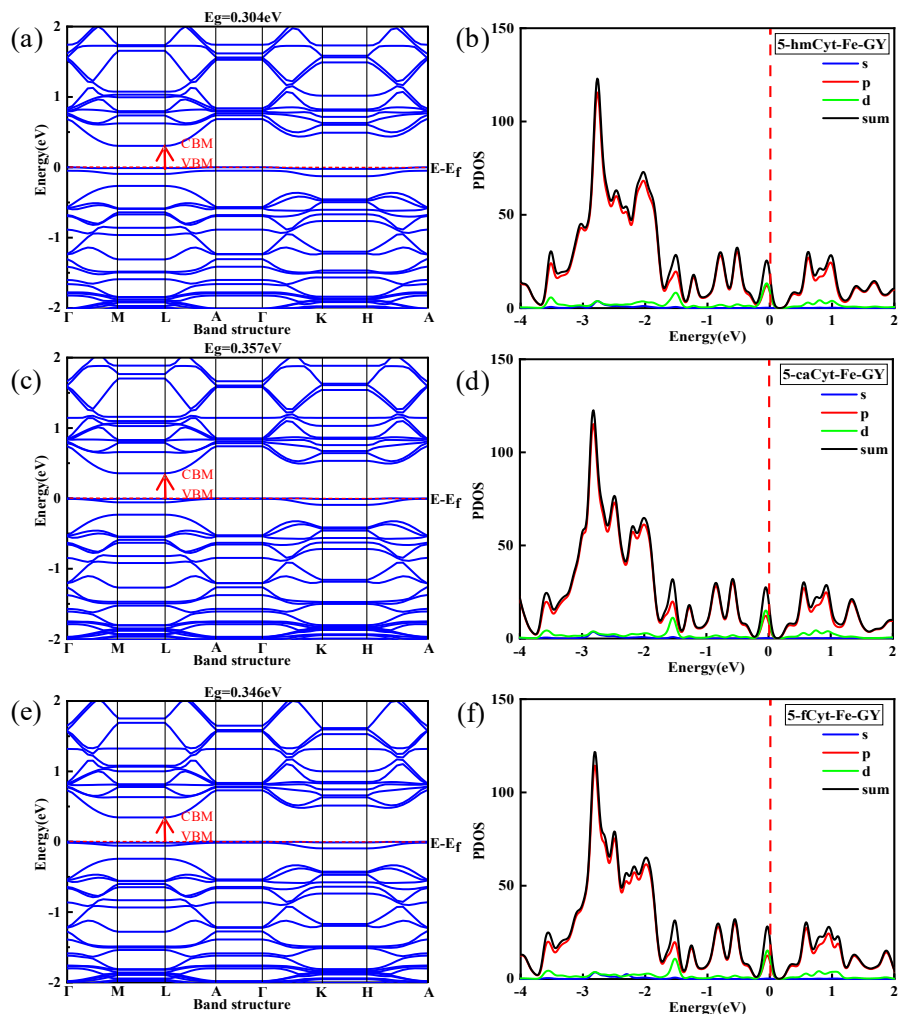 (a)
Eg=0.304eV
2
1
0
-1
-2
Energy(eV)
CBM
VBM
E-Ef
Γ M L A Γ K H A
Band structure
(b)
150
100
50
0
PDOS
5-hmCyt-Fe-GY
s
p
d
sum
-4 -3 -2 -1 0 1 2
Energy(eV)
(c)
Eg=0.357eV
2
1
0
-1
-2
Energy(eV)
CBM
VBM
E-Ef
Γ M L A Γ K H A
Band structure
(d)
150
100
50
0
PDOS
5-caCyt-Fe-GY
s
p
d
sum
-4 -3 -2 -1 0 1 2
Energy(eV)
(e)
Eg=0.346eV
2
1
0
-1
-2
Energy(eV)
CBM
VBM
E-Ef
Γ M L A Γ K H A
Band structure
(f)
150
100
50
0
PDOS
5-fCyt-Fe-GY
s
p
d
sum
-4 -3 -2 -1 0 1 2
Energy(eV)